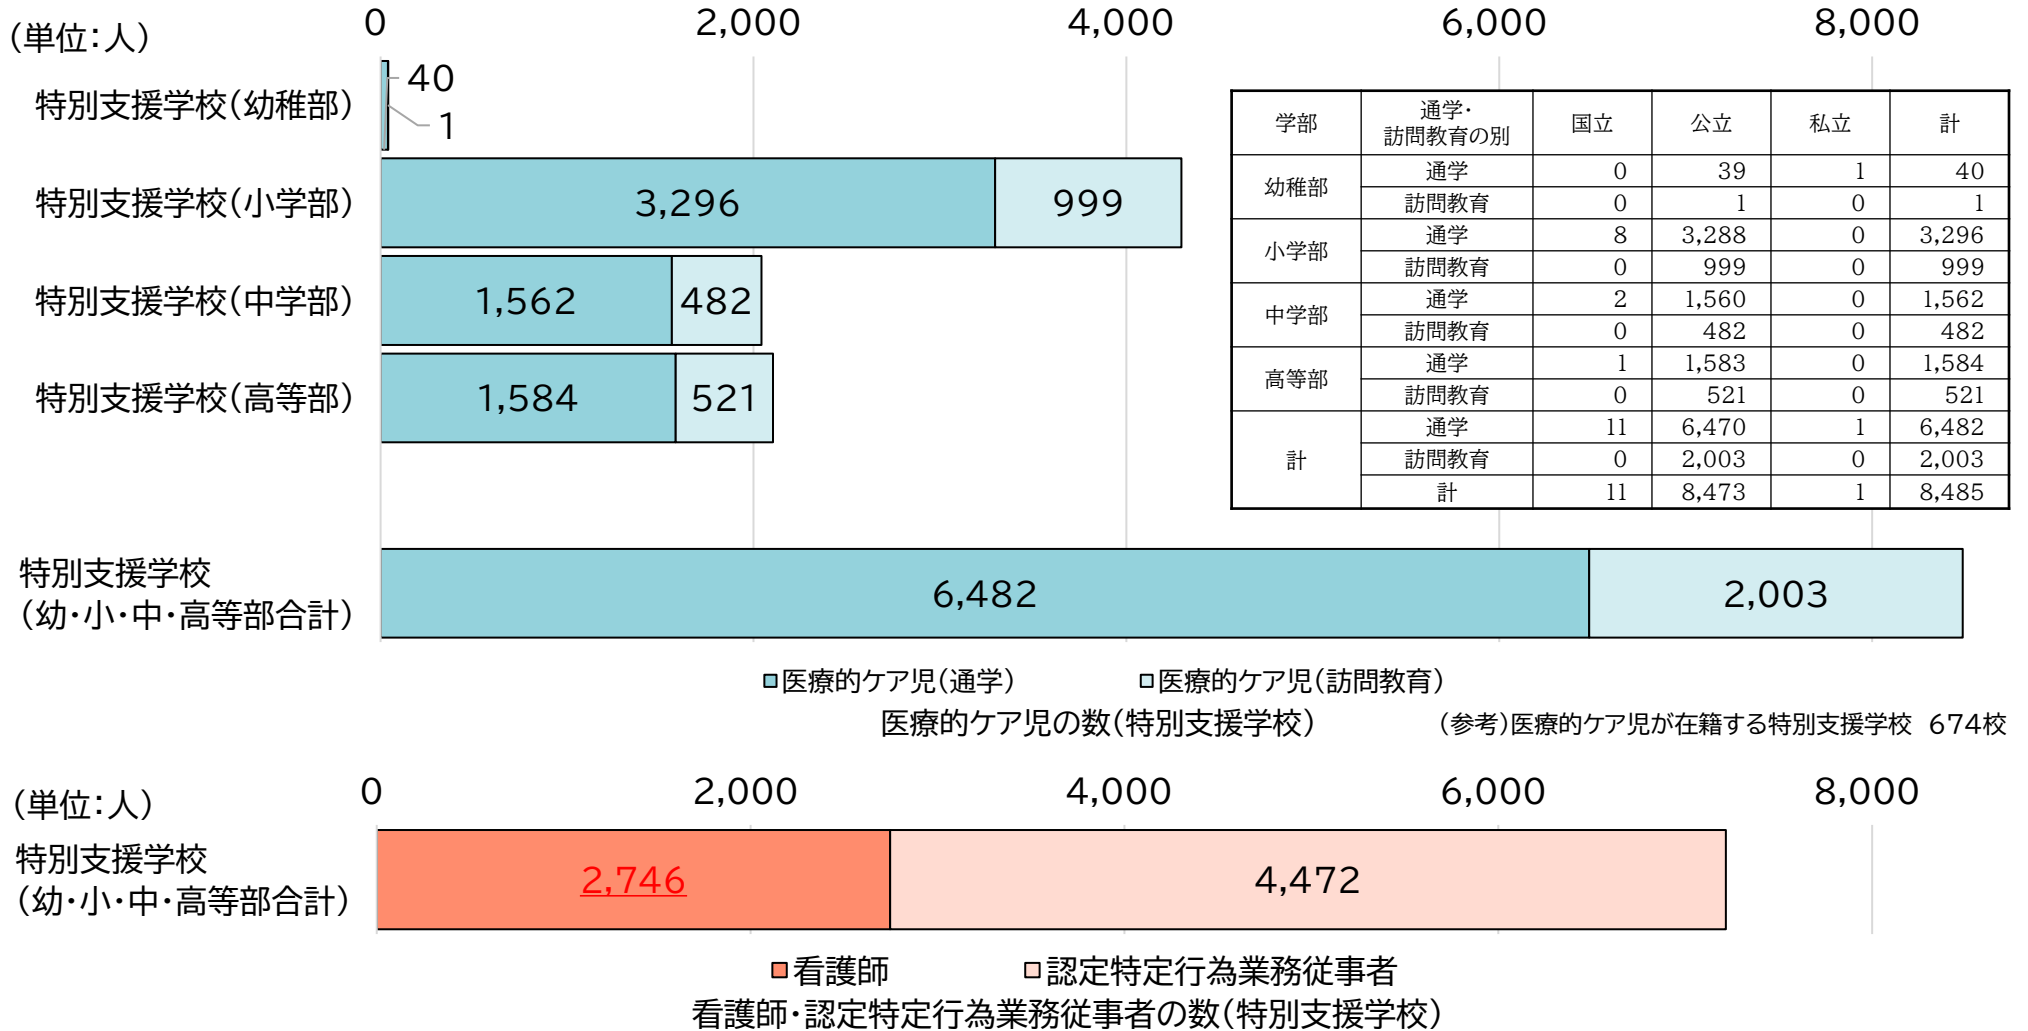 (単位:人)
0 2,000 4,000 6,000 8,000
特別支援学校(幼稚部)
40
1
特別支援学校(小学部)
3,296 999
特別支援学校(中学部)
1,562 482
特別支援学校(高等部)
1,584 521
特別支援学校
(幼・小・中・高等部合計)
6,482 2,003
学部 通学・訪問教育の別 国立 公立 私立 計
幼稚部 通学 0 39 1 40
訪問教育 0 1 0 1
小学部 通学 8 3,288 0 3,296
訪問教育 0 999 0 999
中学部 通学 2 1,560 0 1,562
訪問教育 0 482 0 482
高等部 通学 1 1,583 0 1,584
訪問教育 0 521 0 521
計 通学 11 6,470 1 6,482
訪問教育 0 2,003 0 2,003
計 11 8,473 1 8,485
医療的ケア児(通学) 医療的ケア児(訪問教育)
医療的ケア児の数(特別支援学校)
(参考)医療的ケア児が在籍する特別支援学校 674校
(単位:人)
0 2,000 4,000 6,000 8,000
特別支援学校
(幼・小・中・高等部合計)
2,746 4,472
看護師 認定特定行為業務従事者
看護師・認定特定行為業務従事者の数(特別支援学校)